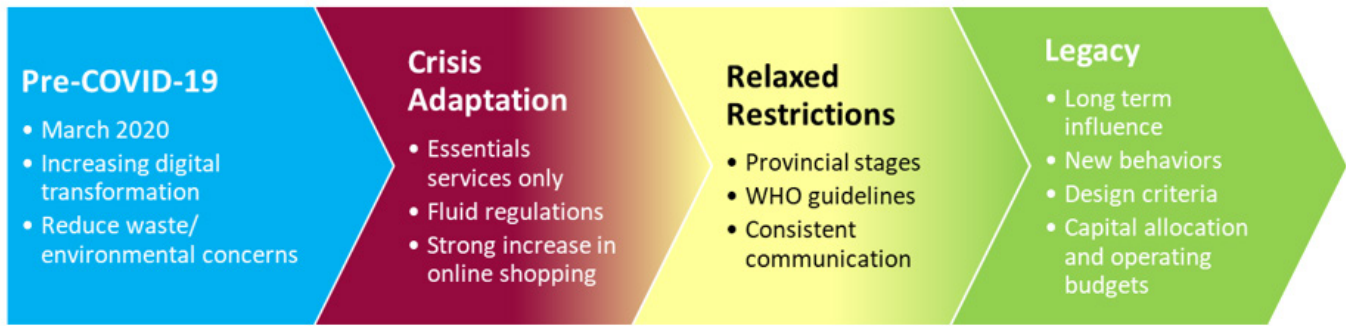 Pre-COVID-19
• March 2020
• Increasing digital
transformation
• Reduce waste/
environmental concerns
Crisis
Adaptation
• Essentials
services only
• Fluid regulations
• Strong increase in
online shopping
Relaxed
Restrictions
• Provincial stages
• WHO guidelines
• Consistent
communication
Legacy
• Long term
influence
• New behaviors
• Design criteria
• Capital allocation
and operating
budgets